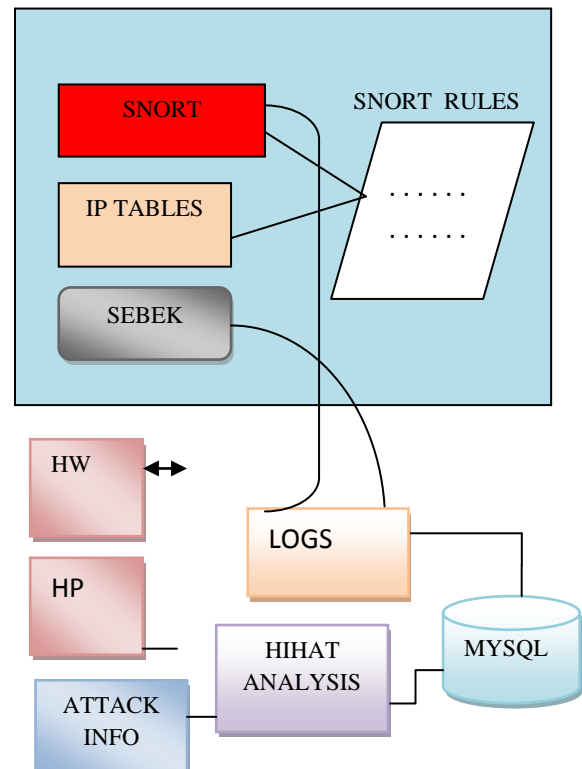 SNORT
SNORT RULES
. . . . . .
. . . . . .
IP TABLES
SEBEK
HW
LOGS
HP
HIHAT
ANALYSIS
MYSQL
ATTACK
INFO